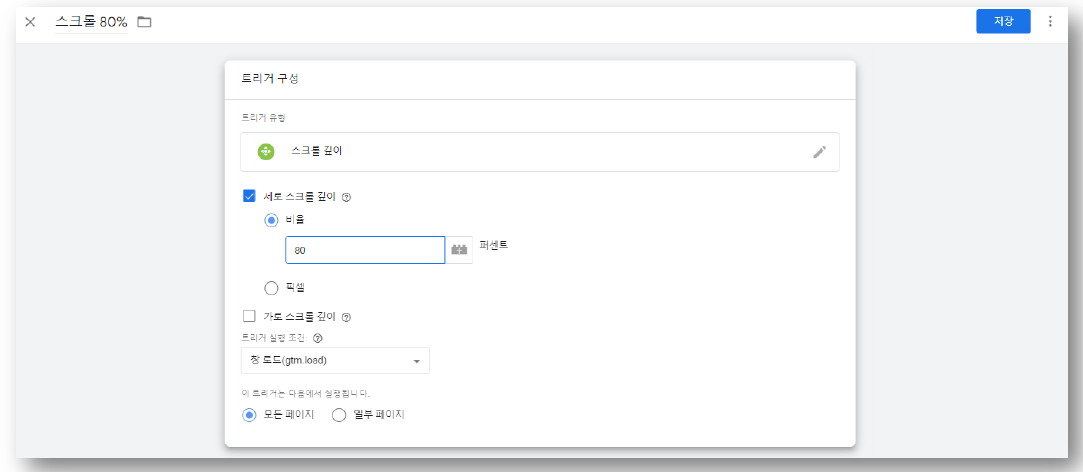 스크롤 80%
저장
트리거 구성
트리거 유형
스크롤 깊이
세로 스크롤 깊이
비율
80
퍼센트
픽셀
가로 스크롤 깊이
트리거 실행 조건
창 로드(gtm.load)
이 트리거는 다음에서 실행됩니다.
모든 페이지 일부 페이지